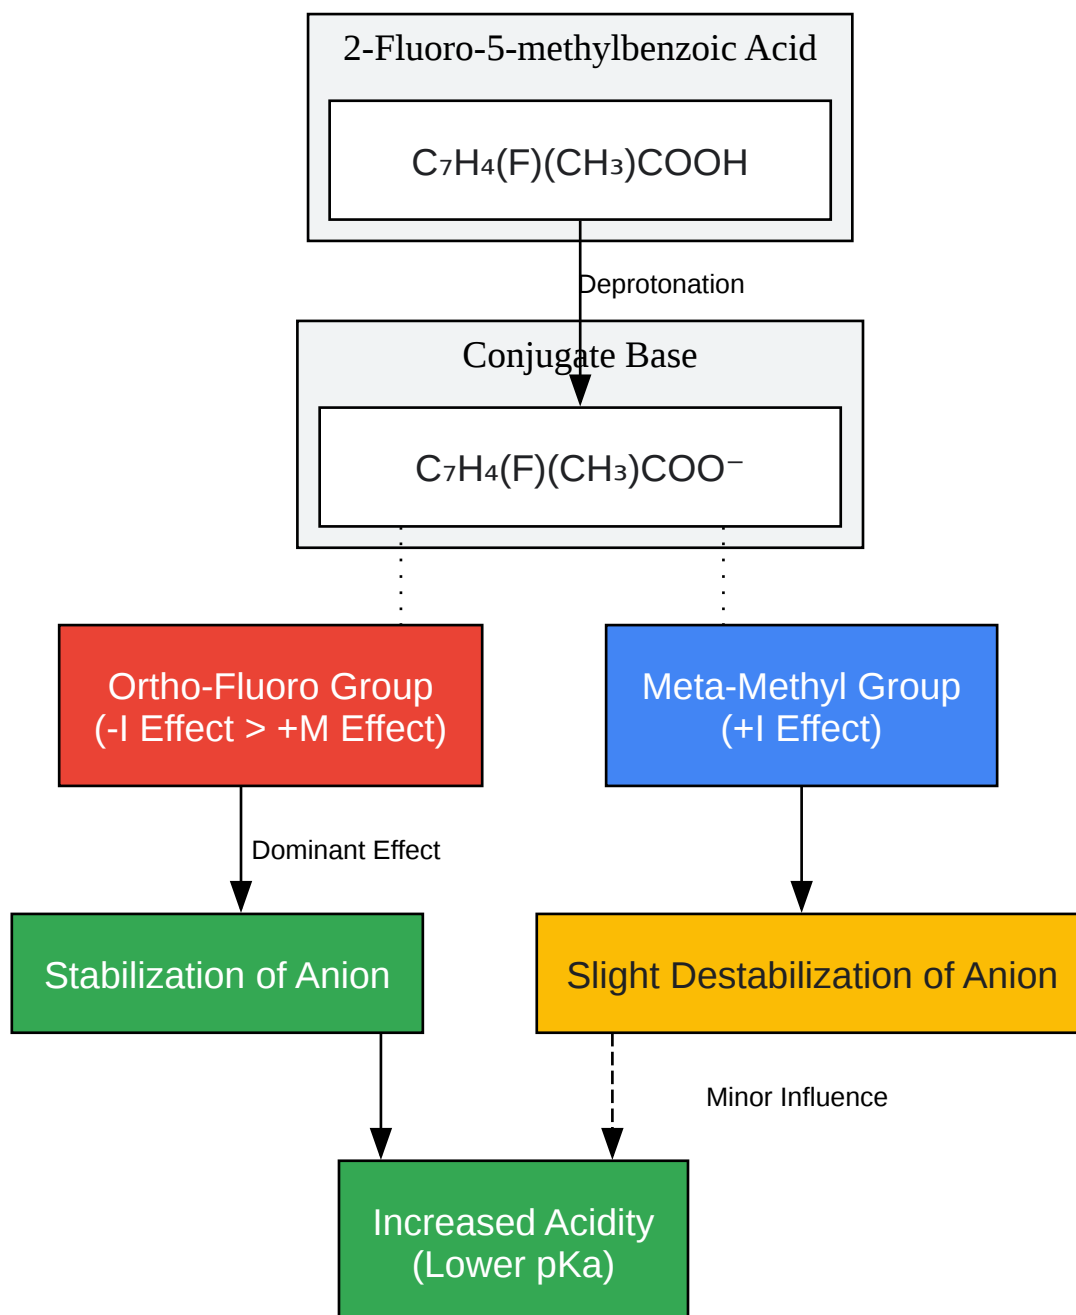 2-Fluoro-5-methylbenzoic Acid
C₇H₄(F)(CH₃)COOH
Deprotonation
Conjugate Base
C₇H₄(F)(CH₃)COO⁻
Ortho-Fluoro Group
(-I Effect > +M Effect)
Meta-Methyl Group
(+I Effect)
Dominant Effect
Stabilization of Anion
Slight Destabilization of Anion
Minor Influence
Increased Acidity
(Lower pKa)